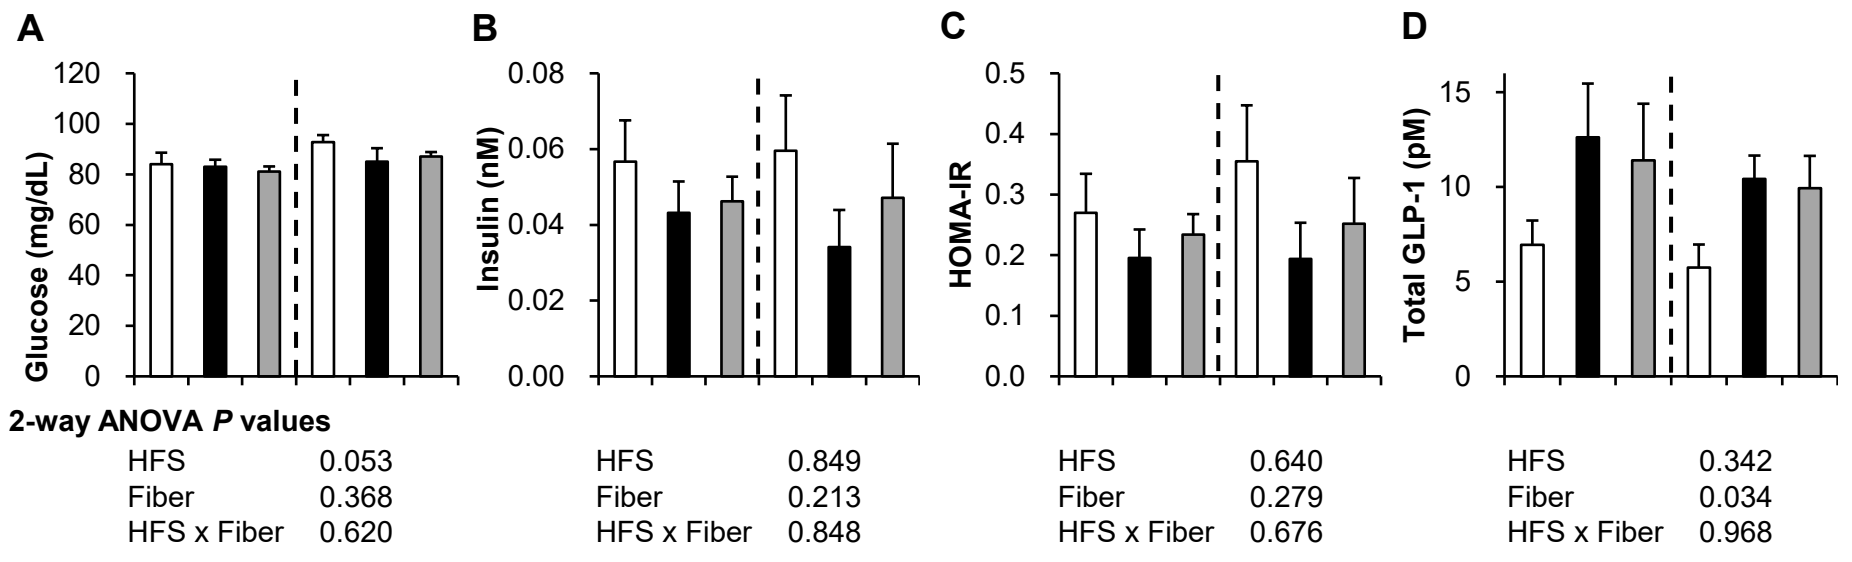 A B C D
Glucose (mg/dL)
120
100
80
60
40
20
0
Insulin (nM)
0.08
0.06
0.04
0.02
0.00
HOMA-IR
0.5
0.4
0.3
0.2
0.1
0.0
Total GLP-1 (pM)
15
10
5
0
2-way ANOVA P values
HFS 0.053 HFS 0.849 HFS 0.640 HFS 0.342
Fiber 0.368 Fiber 0.213 Fiber 0.279 Fiber 0.034
HFS x Fiber 0.620 HFS x Fiber 0.848 HFS x Fiber 0.676 HFS x Fiber 0.968